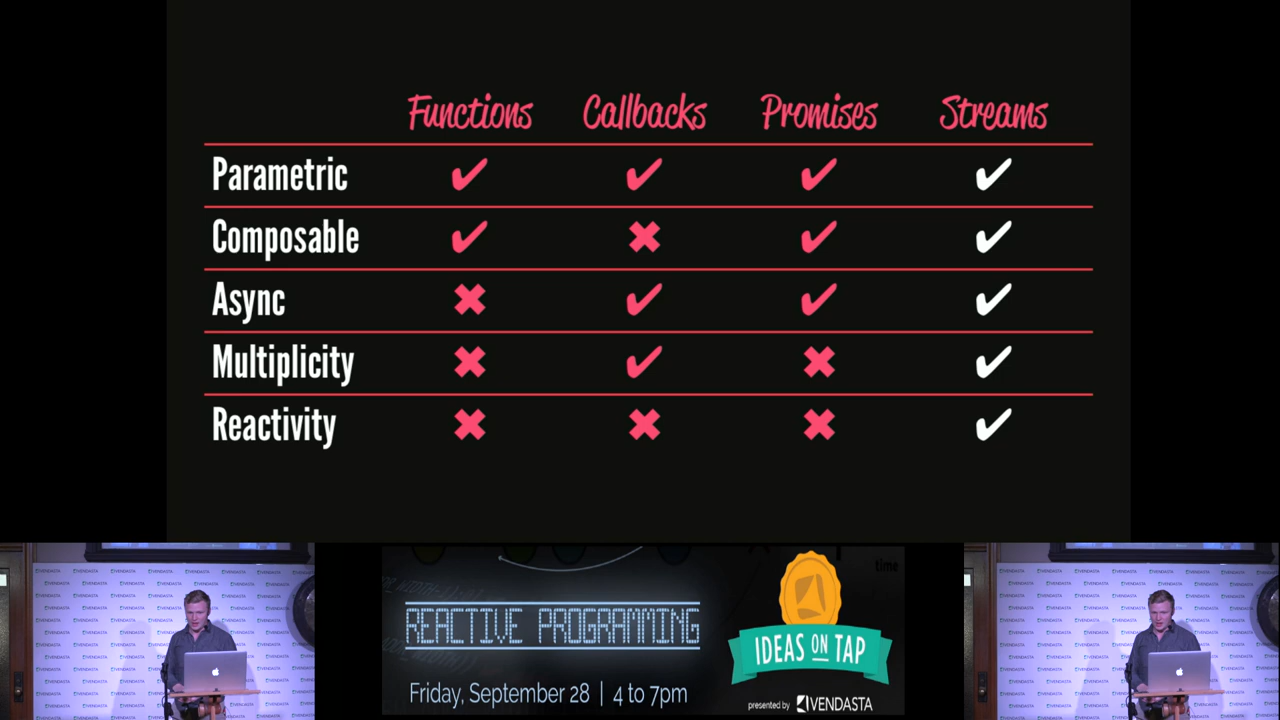 Functions Callbacks Promises Streams
Parametric ✔ ✔ ✔ ✔
Composable ✔ ✖ ✔ ✔
Async ✖ ✔ ✔ ✔
Multiplicity ✖ ✔ ✖ ✔
Reactivity ✖ ✖ ✖ ✔
time
REACTIVE PROGRAMMING
IDEAS ON TAP
Friday, September 28 | 4 to 7pm
presented by VENDASTA